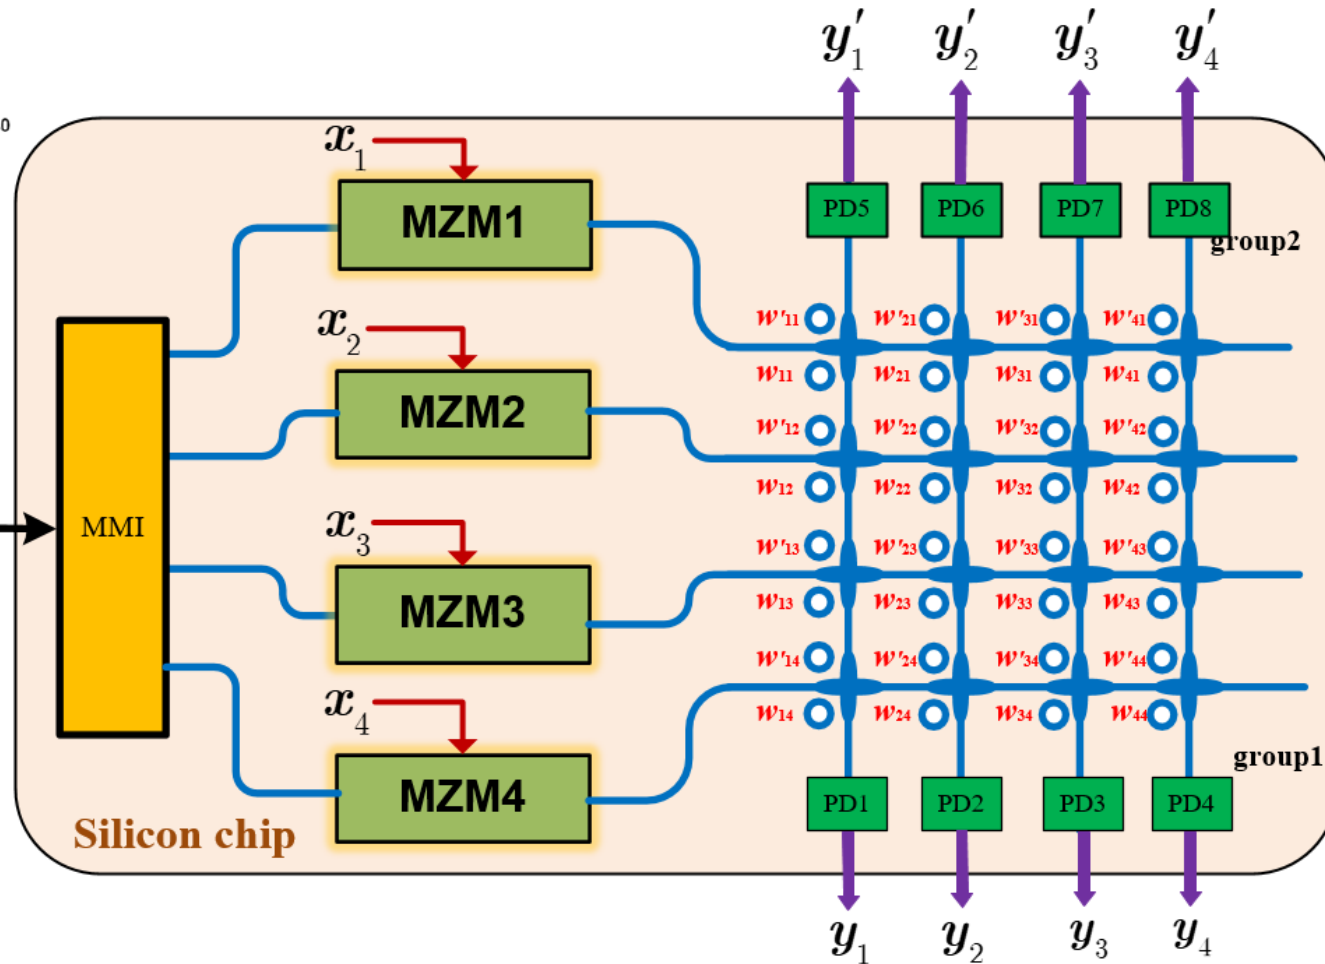 y′₁ y′₂ y′₃ y′₄
0
x₁
MZM1
PD5 PD6 PD7 PD8
group2
x₂
MZM2
w'₁₁ w'₂₁ w'₃₁ w'₄₁
w₁₁ w₂₁ w₃₁ w₄₁
w'₁₂ w'₂₂ w'₃₂ w'₄₂
w₁₂ w₂₂ w₃₂ w₄₂
MMI
x₃
MZM3
w'₁₃ w'₂₃ w'₃₃ w'₄₃
w₁₃ w₂₃ w₃₃ w₄₃
w'₁₄ w'₂₄ w'₃₄ w'₄₄
w₁₄ w₂₄ w₃₄ w₄₄
x₄
MZM4
group1
PD1 PD2 PD3 PD4
Silicon chip
y₁ y₂ y₃ y₄